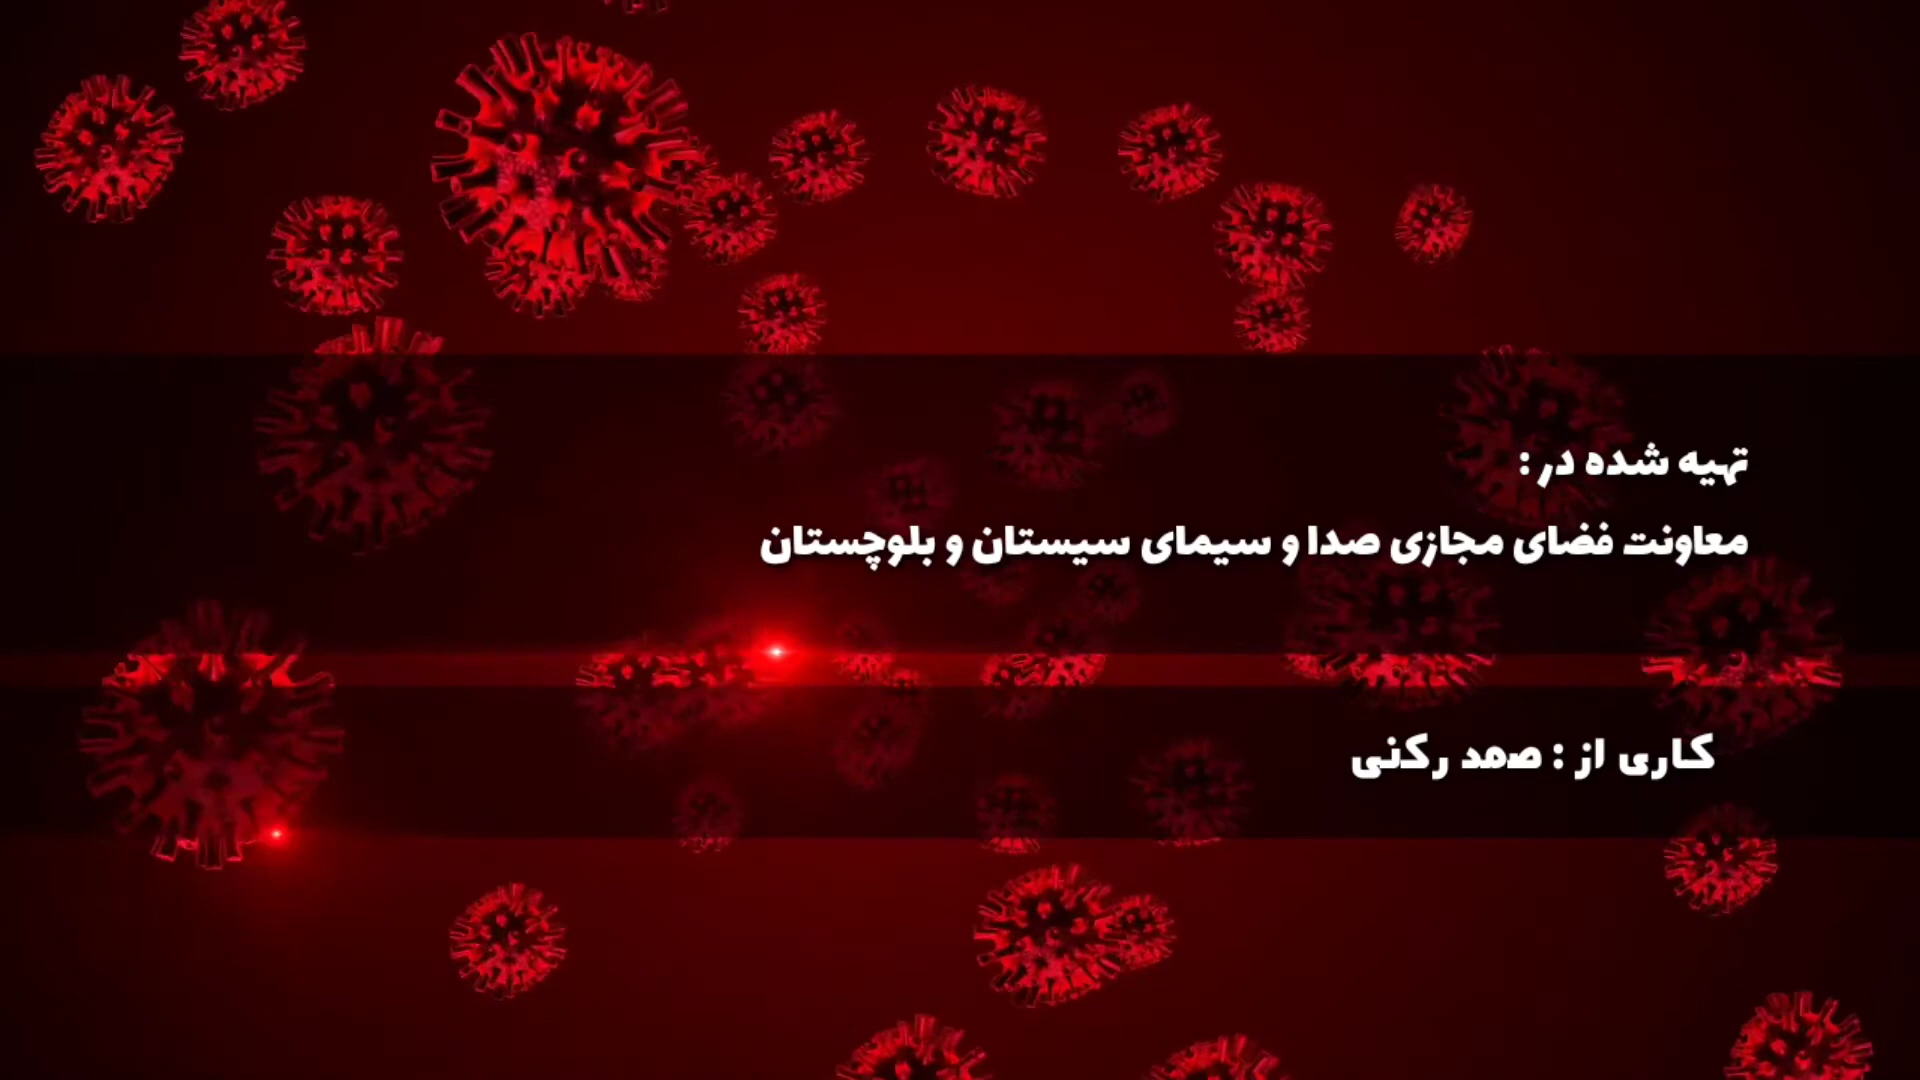 تهیه شده در :
معاونت فضای مجازی صدا و سیمای سیستان و بلوچستان
کاری از : صمد رکنی